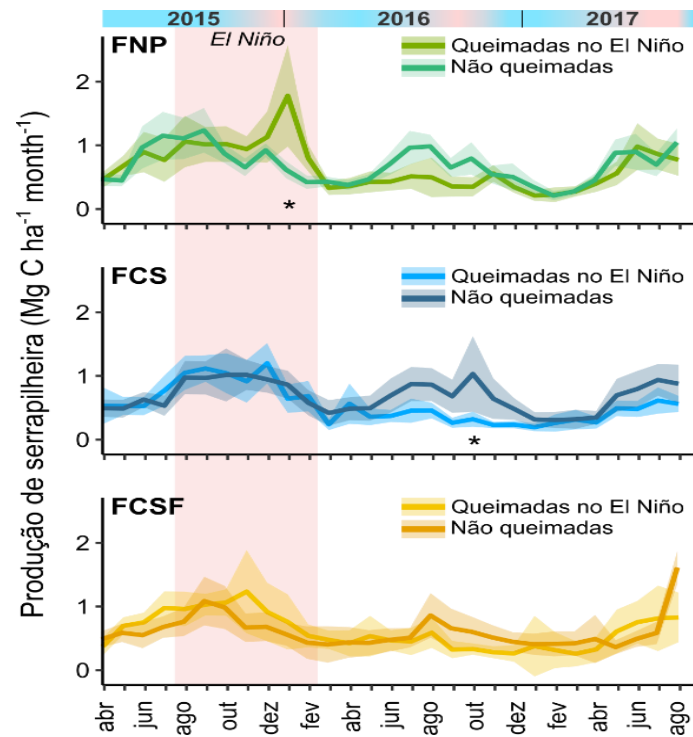 2015 2016 2017
El Niño
FNP
Queimadas no El Niño
Não queimadas
2
1
0
*
FCS
Queimadas no El Niño
Não queimadas
2
1
0
*
FCSF
Queimadas no El Niño
Não queimadas
2
1
0
Produção de serrapilheira (Mg C ha⁻¹ month⁻¹)
abr jun ago out dez fev abr jun ago out dez fev abr jun ago